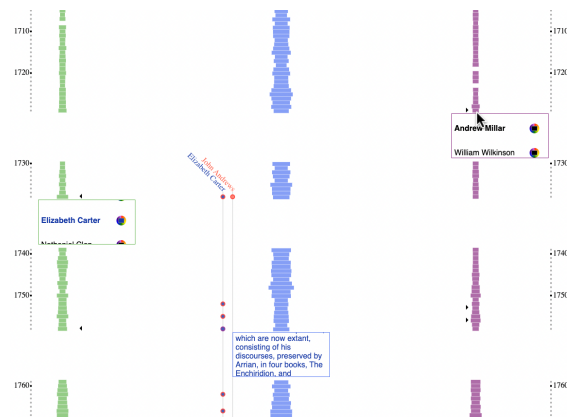 1710
1710
1720
1720
Andrew Millar
William Wilkinson
1730
1730
John Andrews
Elizabeth Carter
Elizabeth Carter
1740
1740
1750
1750
which are now extant,
consisting of his
discourses, preserved by
Arrian, in four books, The
Enchiridion, and
1760
1760